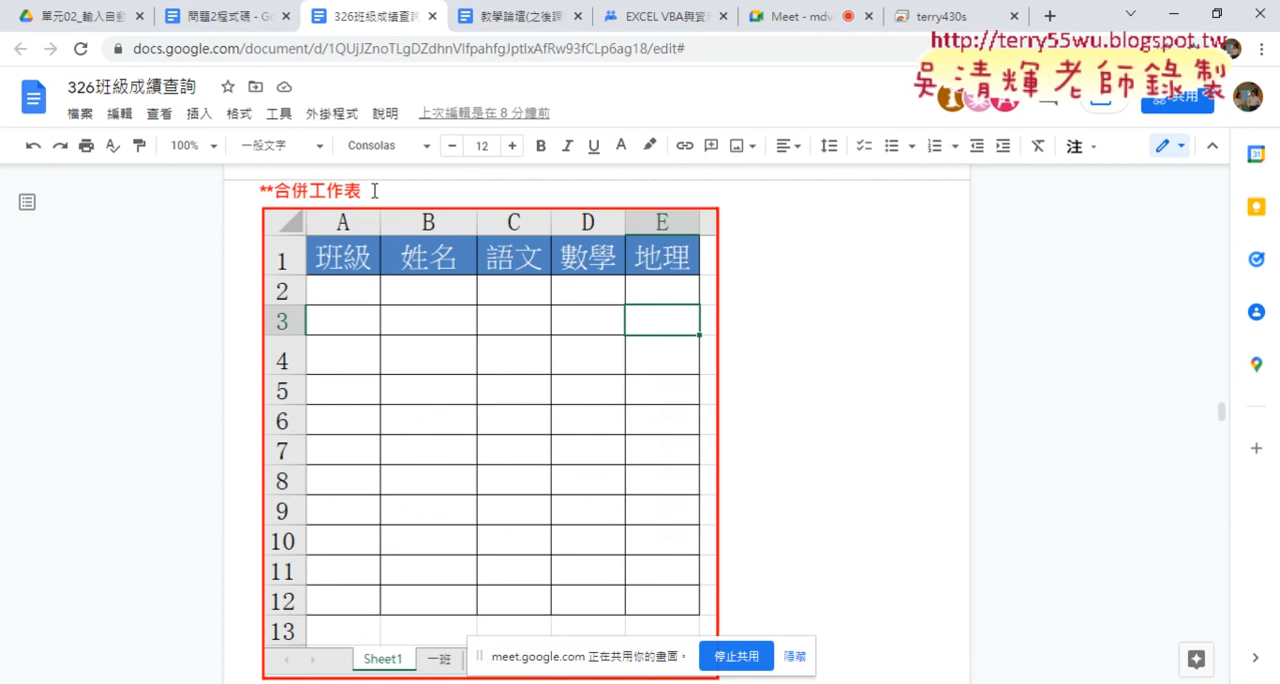 單元02_輸入自動
問題2程式碼 - Go
326班級成績查詢
教學論壇(之後課
EXCEL VBA與資
Meet - mdv
terry430s
docs.google.com/document/d/1QUjJZnoTLgDZdhnVlfpahfgJptlxAfRw93fCLp6ag18/edit#
http://terry55wu.blogspot.tw
吳清輝老師錄製
326班級成績查詢
檔案 編輯 查看 插入 格式 工具 外掛程式 說明 上次編輯是在 8 分鐘前
共用
100% 一般文字 Consolas 12 B I U A 注
**合併工作表
A B C D E
1 班級 姓名 語文 數學 地理
2
3
4
5
6
7
8
9
10
11
12
13
Sheet1 一班
meet.google.com 正在共用你的畫面。 停止共用 隱藏